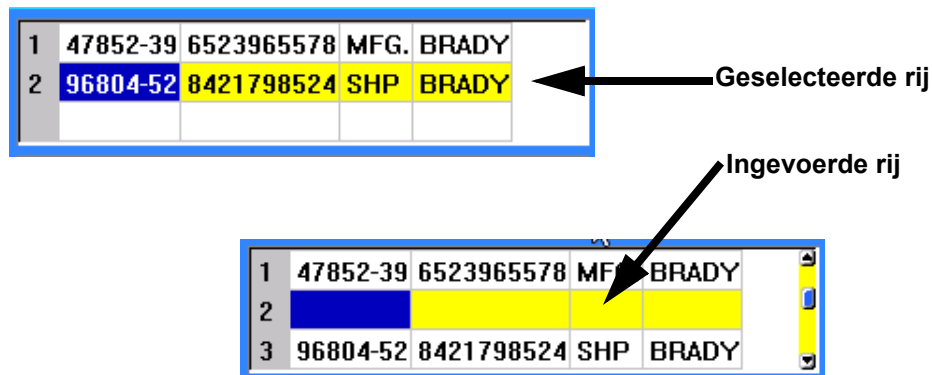 1 47852-39 6523965578 MFG. BRADY
2 96804-52 8421798524 SHP BRADY
Geselecteerde rij
Ingevoerde rij
1 47852-39 6523965578 MF BRADY
2
3 96804-52 8421798524 SHP BRADY